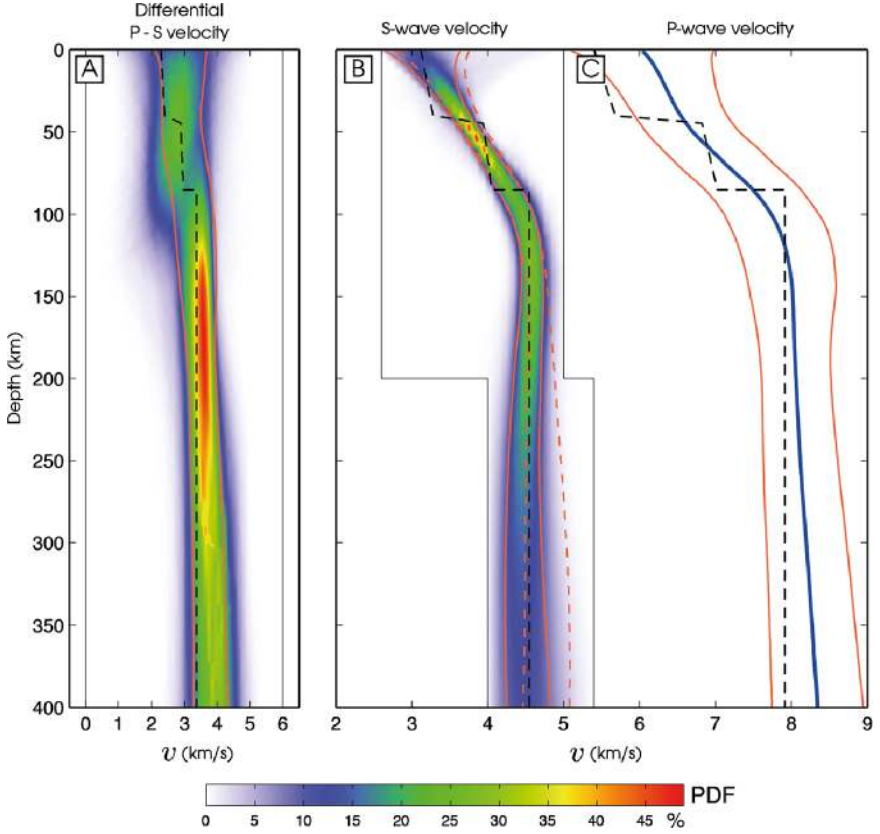 Differential
P - S velocity
S-wave velocity
P-wave velocity
A
B
C
0
50
100
150
200
250
300
350
400
Depth (km)
0 1 2 3 4 5 6
2 3 4 5 6 7 8 9
v (km/s)
v (km/s)
PDF
0 5 10 15 20 25 30 35 40 45 %